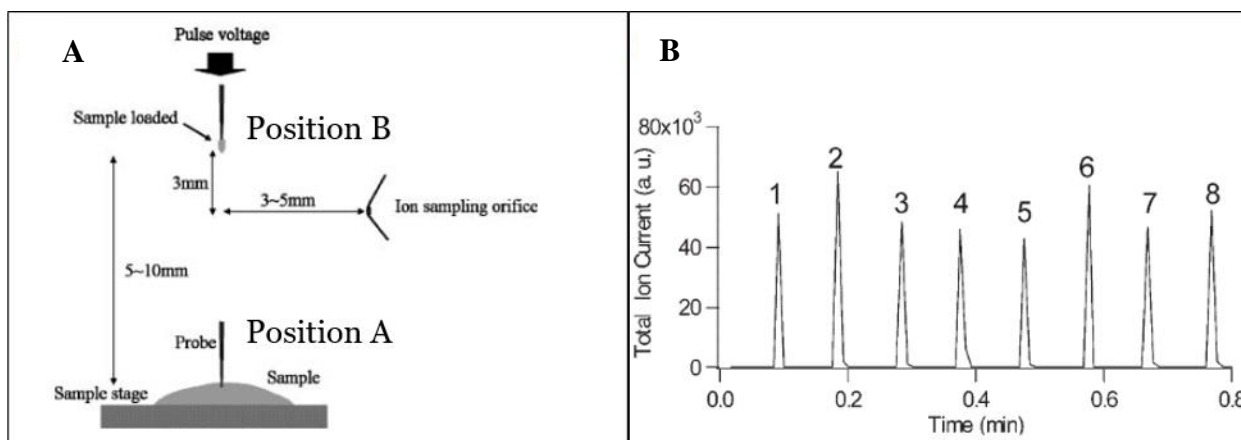 A
Pulse voltage
Sample loaded
Position B
3mm
3~5mm
Ion sampling orifice
5~10mm
Position A
Probe
Sample
Sample stage
B
80x10³
60
40
20
0
Total Ion Current (a. u.)
1
2
3
4
5
6
7
8
0.0
0.2
0.4
0.6
0.8
Time (min)